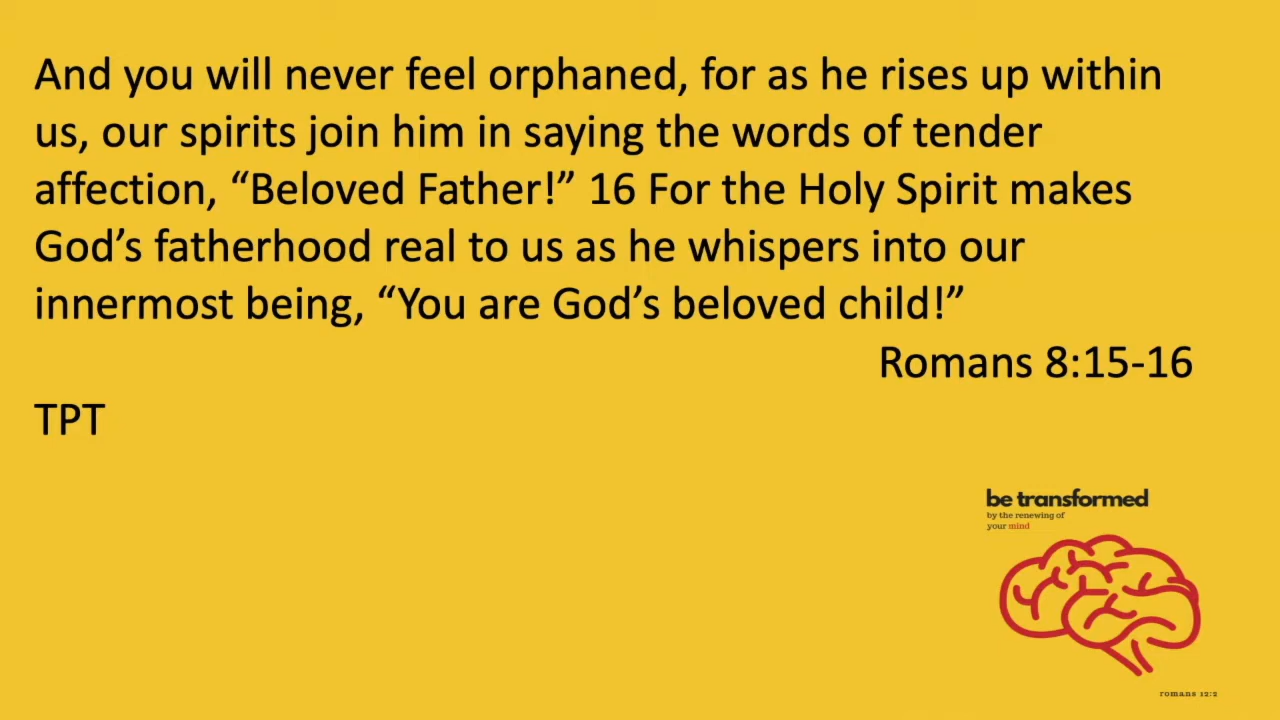 And you will never feel orphaned, for as he rises up within
us, our spirits join him in saying the words of tender
affection, “Beloved Father!” 16 For the Holy Spirit makes
God’s fatherhood real to us as he whispers into our
innermost being, “You are God’s beloved child!”
Romans 8:15-16
TPT
be transformed
by the renewing of
your mind
romans 12:2